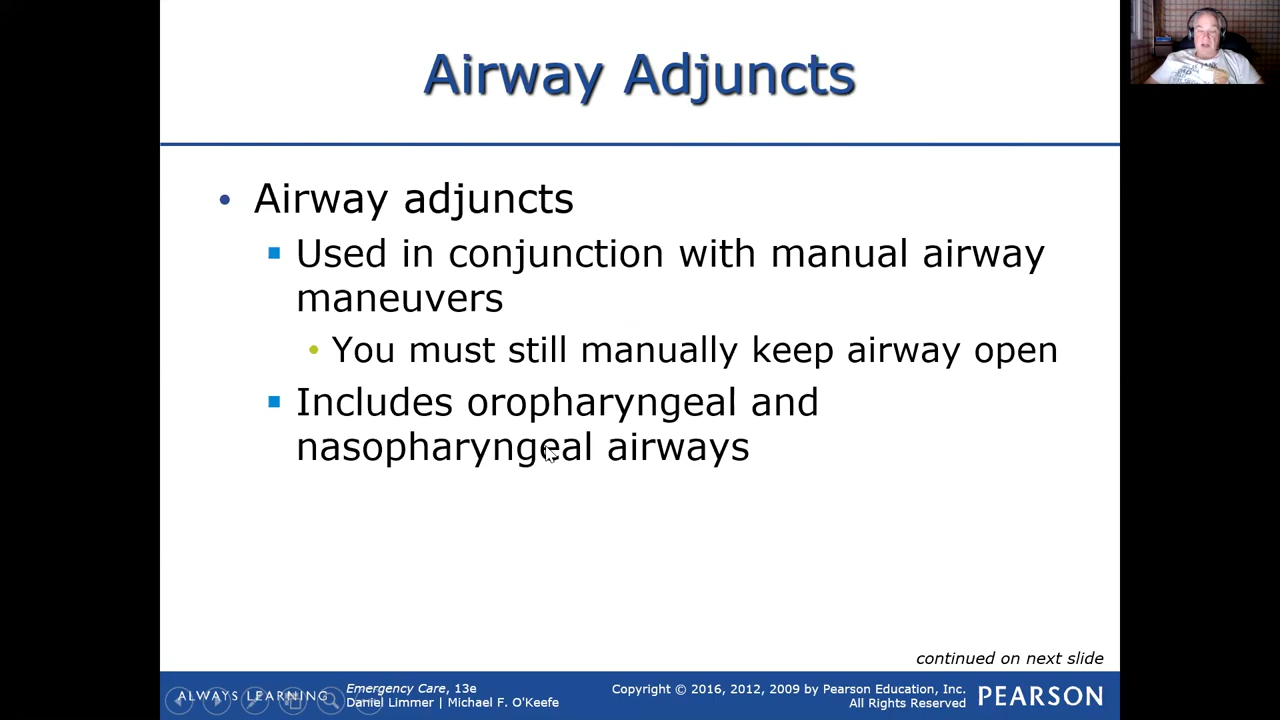 Airway Adjuncts
• Airway adjuncts
▪ Used in conjunction with manual airway
maneuvers
• You must still manually keep airway open
▪ Includes oropharyngeal and
nasopharyngeal airways
continued on next slide
ALWAYS LEARNING
Emergency Care, 13e
Daniel Limmer | Michael F. O'Keefe
Copyright © 2016, 2012, 2009 by Pearson Education, Inc.
All Rights Reserved
PEARSON